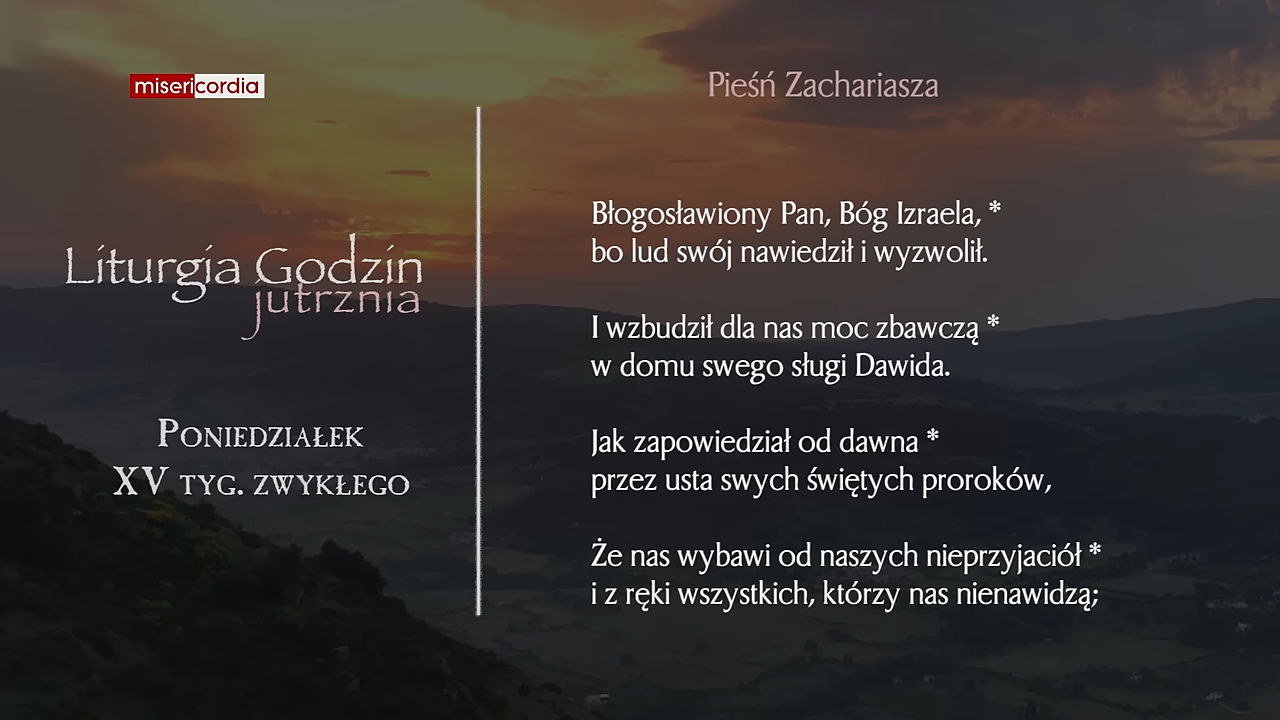 misericordia
Liturgia Godzin
jutrznia
Poniedziałek
XV tyg. zwykłego
Pieśń Zachariasza
Błogosławiony Pan, Bóg Izraela, *
bo lud swój nawiedził i wyzwolił.
I wzbudził dla nas moc zbawczą *
w domu swego sługi Dawida.
Jak zapowiedział od dawna *
przez usta swych świętych proroków,
Że nas wybawi od naszych nieprzyjaciół *
i z ręki wszystkich, którzy nas nienawidzą;